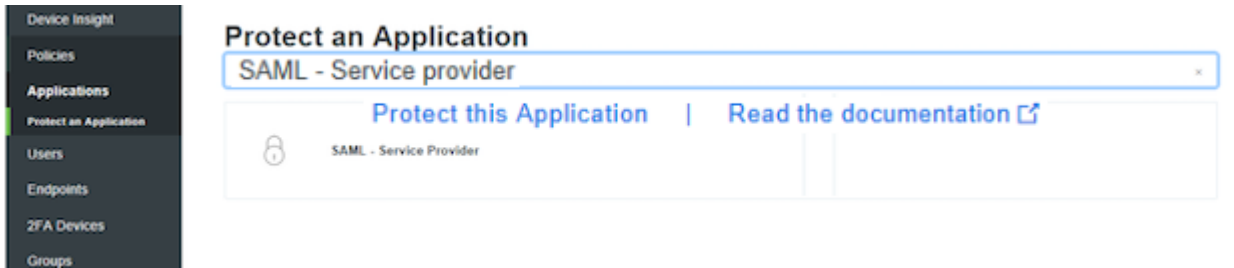 Device Insight
Policies
Applications
Protect an Application
Users
Endpoints
2FA Devices
Groups
Protect an Application
SAML - Service provider ×
Protect this Application | Read the documentation
SAML - Service Provider